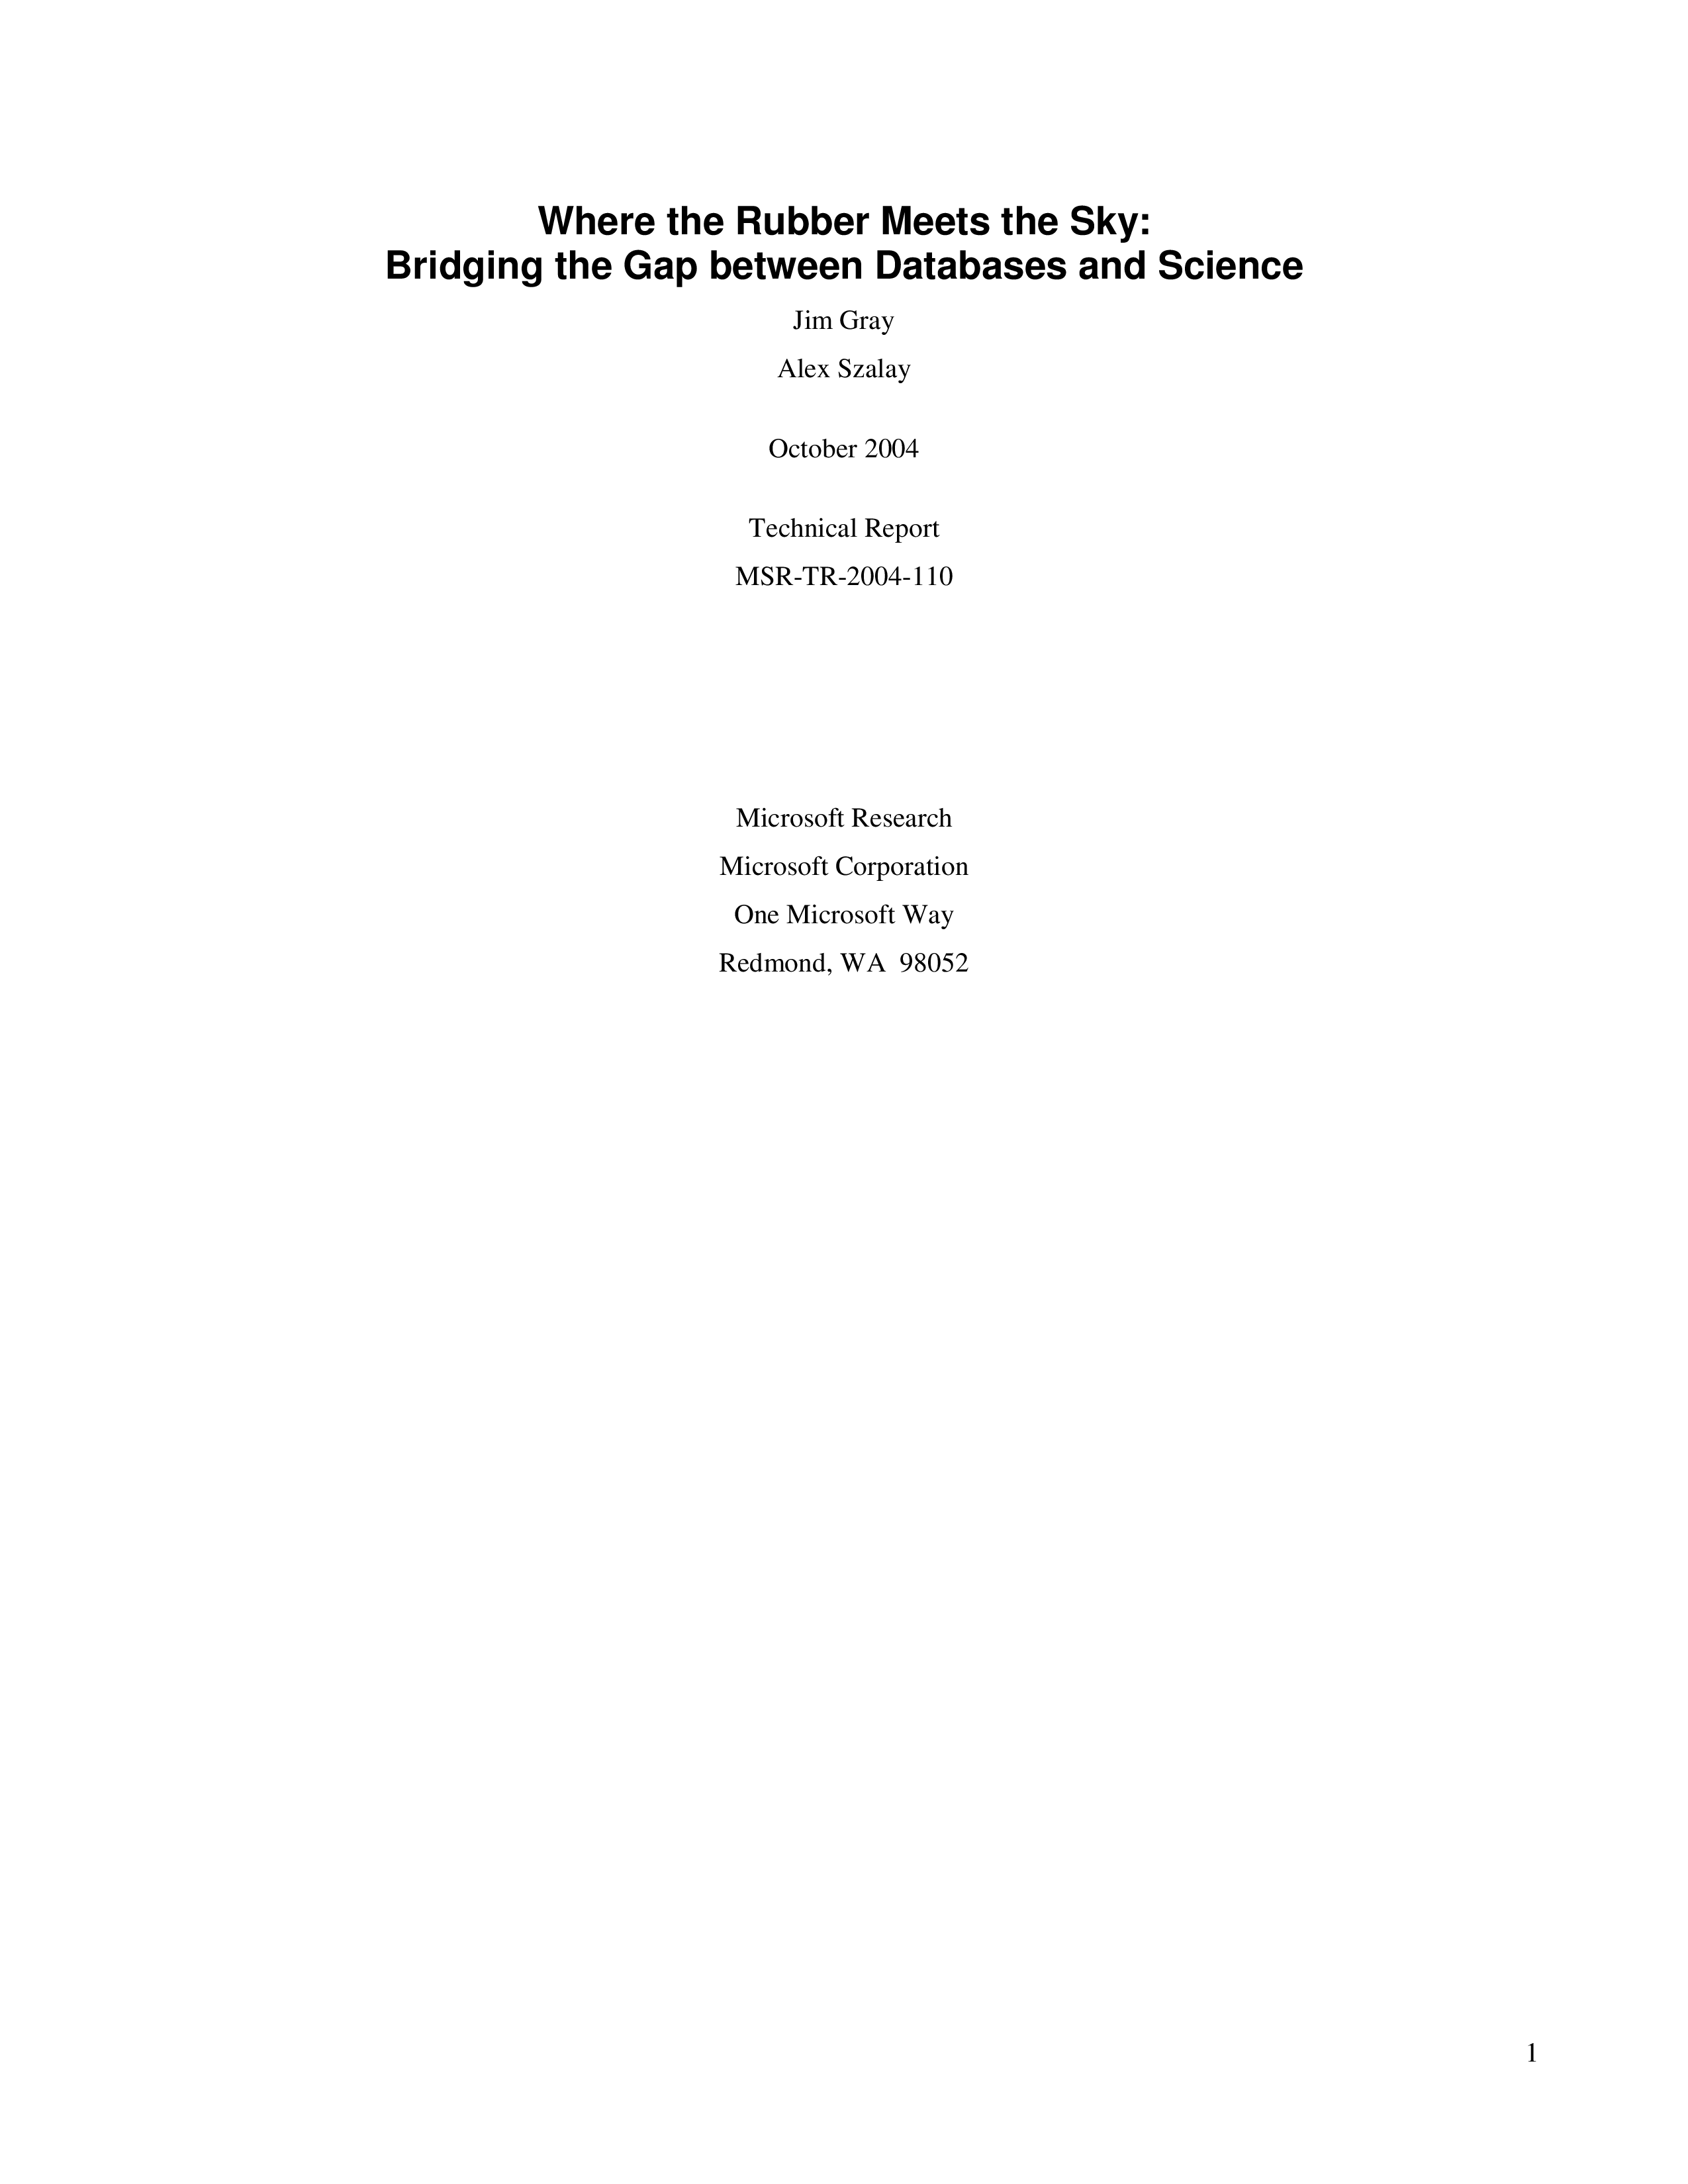 Where the Rubber Meets the Sky:
Bridging the Gap between Databases and Science
Jim Gray
Alex Szalay
October 2004
Technical Report
MSR-TR-2004-110
Microsoft Research
Microsoft Corporation
One Microsoft Way
Redmond, WA  98052
1